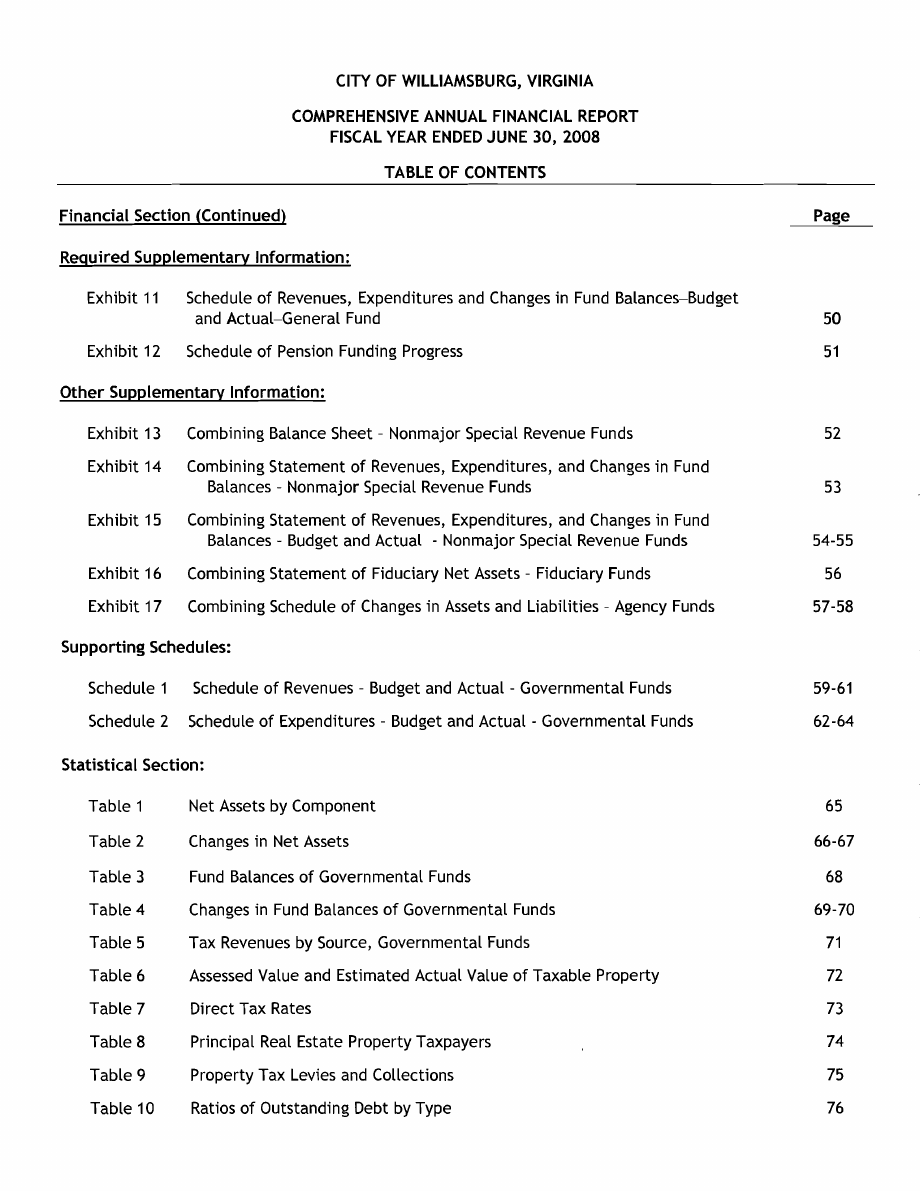 CITY OF WILLIAMSBURG, VIRGINIA
COMPREHENSIVE ANNUAL FINANCIAL REPORT
FISCAL YEAR ENDED JUNE 30, 2008
TABLE OF CONTENTS
Financial Section (Continued) Page
Required Supplementary Information:
Exhibit 11 Schedule of Revenues, Expenditures and Changes in Fund Balances–Budget
and Actual–General Fund 50
Exhibit 12 Schedule of Pension Funding Progress 51
Other Supplementary Information:
Exhibit 13 Combining Balance Sheet - Nonmajor Special Revenue Funds 52
Exhibit 14 Combining Statement of Revenues, Expenditures, and Changes in Fund
Balances - Nonmajor Special Revenue Funds 53
Exhibit 15 Combining Statement of Revenues, Expenditures, and Changes in Fund
Balances - Budget and Actual - Nonmajor Special Revenue Funds 54-55
Exhibit 16 Combining Statement of Fiduciary Net Assets - Fiduciary Funds 56
Exhibit 17 Combining Schedule of Changes in Assets and Liabilities - Agency Funds 57-58
Supporting Schedules:
Schedule 1 Schedule of Revenues - Budget and Actual - Governmental Funds 59-61
Schedule 2 Schedule of Expenditures - Budget and Actual - Governmental Funds 62-64
Statistical Section:
Table 1 Net Assets by Component 65
Table 2 Changes in Net Assets 66-67
Table 3 Fund Balances of Governmental Funds 68
Table 4 Changes in Fund Balances of Governmental Funds 69-70
Table 5 Tax Revenues by Source, Governmental Funds 71
Table 6 Assessed Value and Estimated Actual Value of Taxable Property 72
Table 7 Direct Tax Rates 73
Table 8 Principal Real Estate Property Taxpayers 74
Table 9 Property Tax Levies and Collections 75
Table 10 Ratios of Outstanding Debt by Type 76